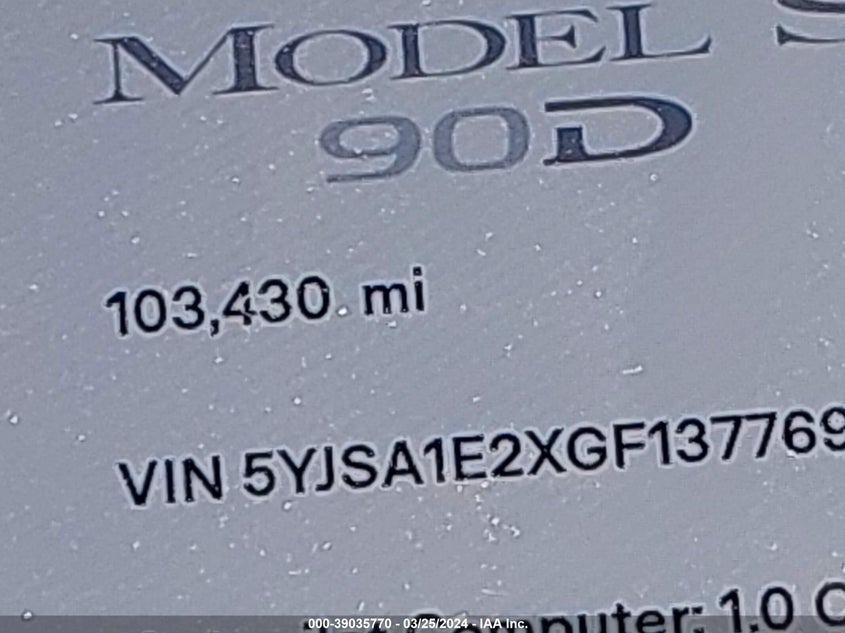 MODEL S
90D
103,430 mi
VIN 5YJSA1E2XGF137769
Computer: 1.0
000-39035770 - 03/25/2024 - IAA Inc.